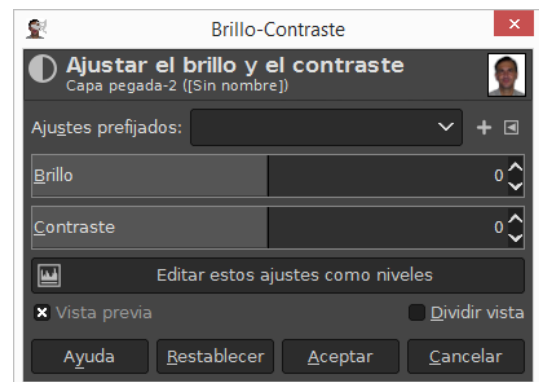 Brillo-Contraste
Ajustar el brillo y el contraste
Capa pegada-2 ([Sin nombre])
Ajustes prefijados:
Brillo 0
Contraste 0
Editar estos ajustes como niveles
Vista previa Dividir vista
Ayuda Restablecer Aceptar Cancelar